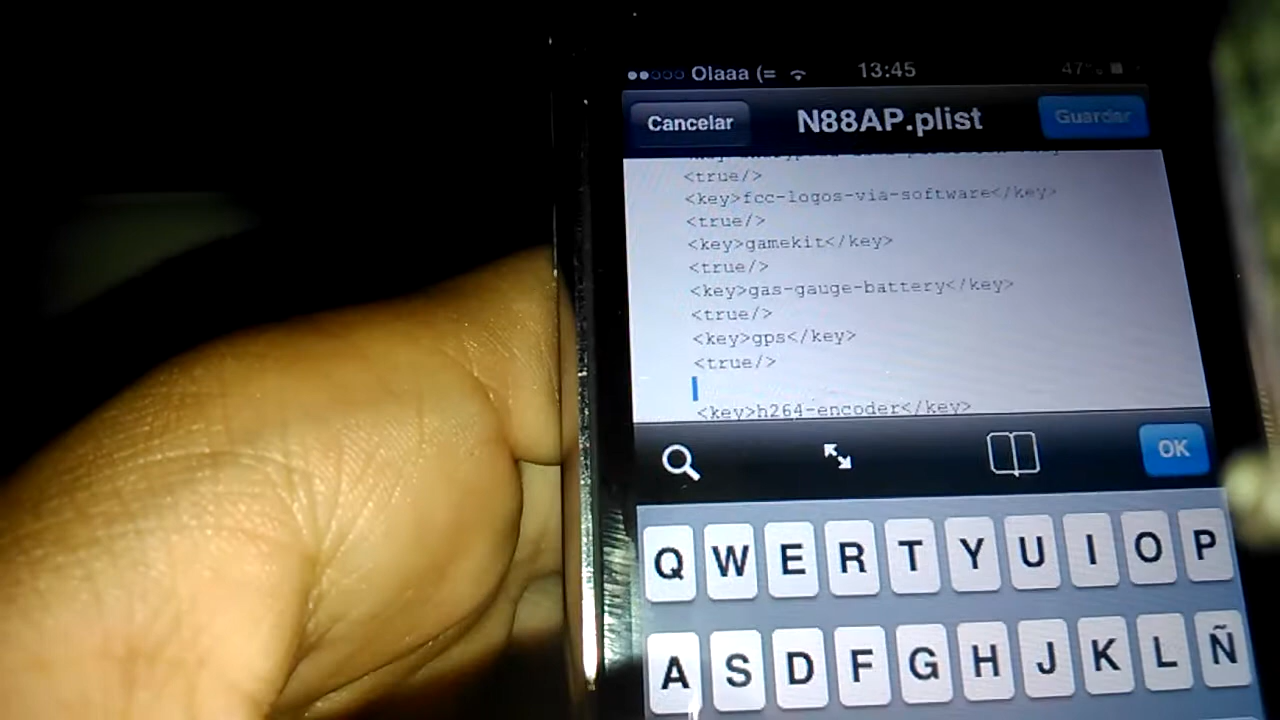 Olaaa (= 13:45 47%
Cancelar N88AP.plist Guardar
<true/>
<key>fcc-logos-via-software</key>
<true/>
<key>gamekit</key>
<true/>
<key>gas-gauge-battery</key>
<true/>
<key>gps</key>
<true/>
<key>h264-encoder</key>
OK
Q W E R T Y U I O P
A S D F G H J K L Ñ